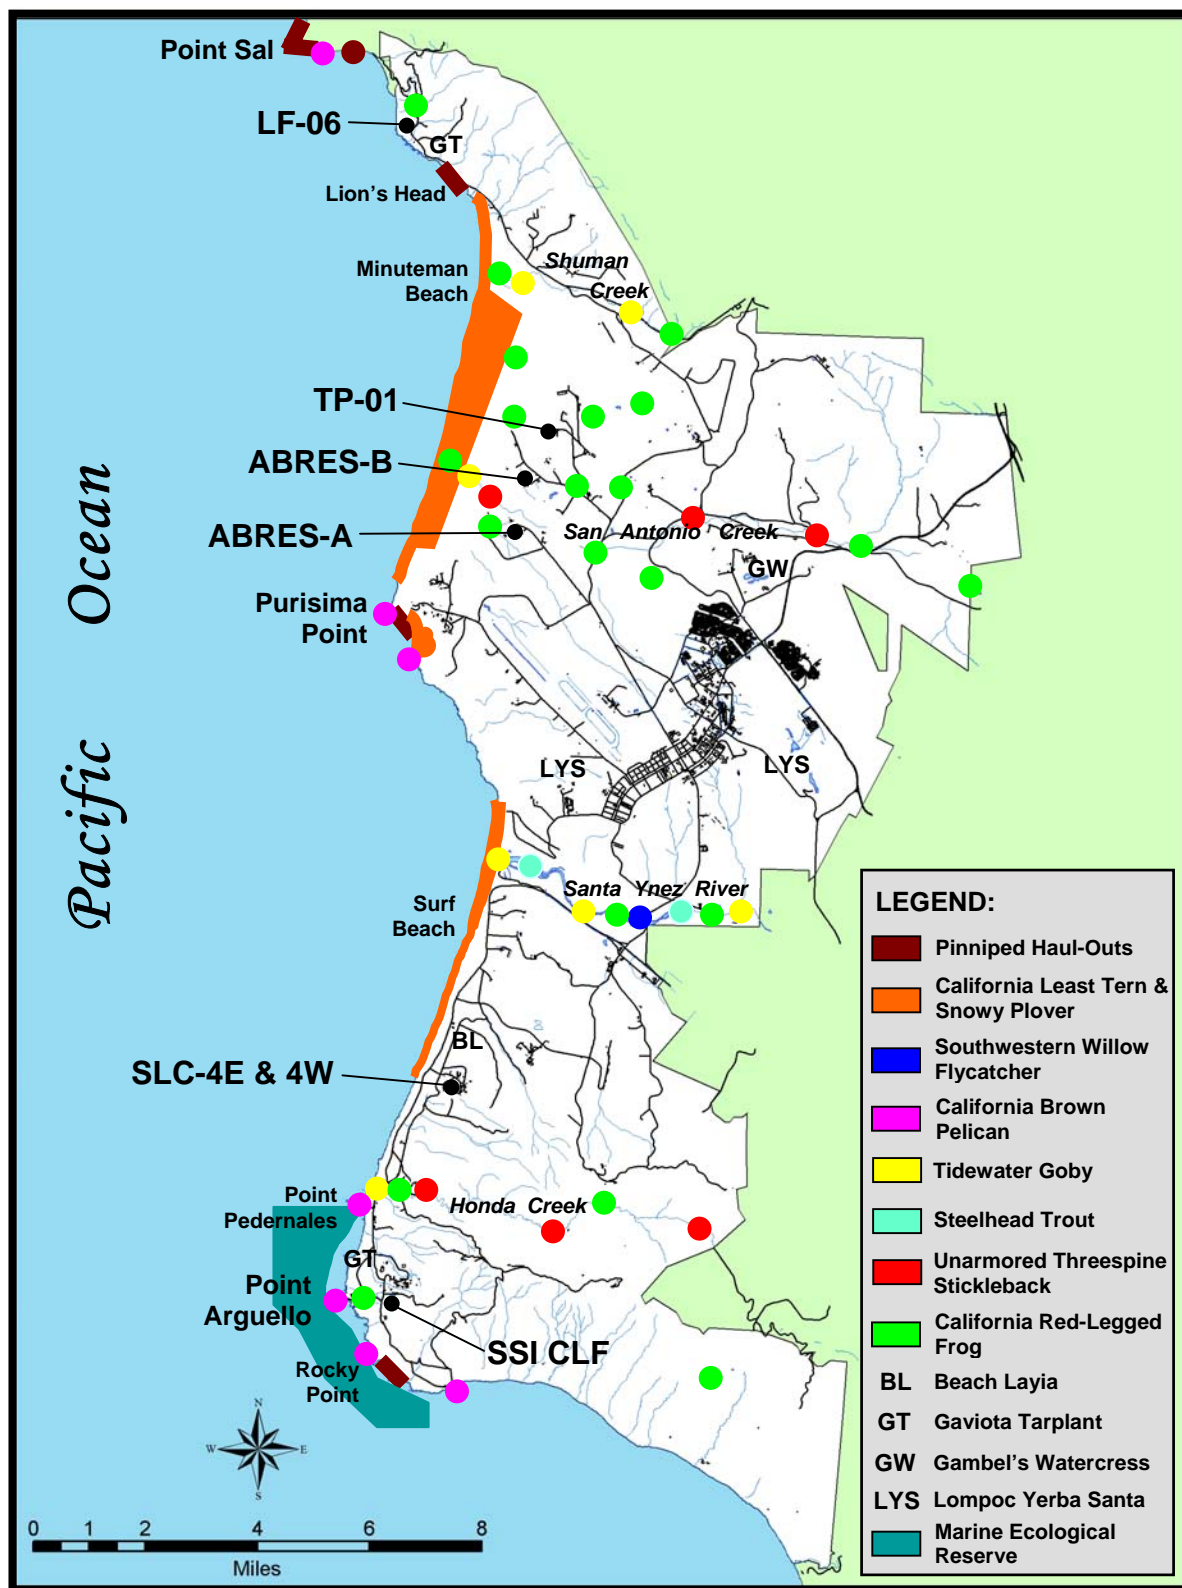 Point Sal
LF-06
GT
Lion's Head
Shuman
Creek
Minuteman
Beach
TP-01
ABRES-B
ABRES-A
San Antonio Creek
GW
Purisima
Point
Pacific Ocean
LYS
LYS
Surf
Beach
Santa Ynez River
BL
SLC-4E & 4W
Point
Pedernales
Honda Creek
GT
Point
Arguello
SSI CLF
Rocky
Point
N
W E
S
0 1 2 4 6 8
Miles
LEGEND:
Pinniped Haul-Outs
California Least Tern &
Snowy Plover
Southwestern Willow
Flycatcher
California Brown
Pelican
Tidewater Goby
Steelhead Trout
Unarmored Threespine
Stickleback
California Red-Legged
Frog
BL Beach Layia
GT Gaviota Tarplant
GW Gambel's Watercress
LYS Lompoc Yerba Santa
Marine Ecological
Reserve